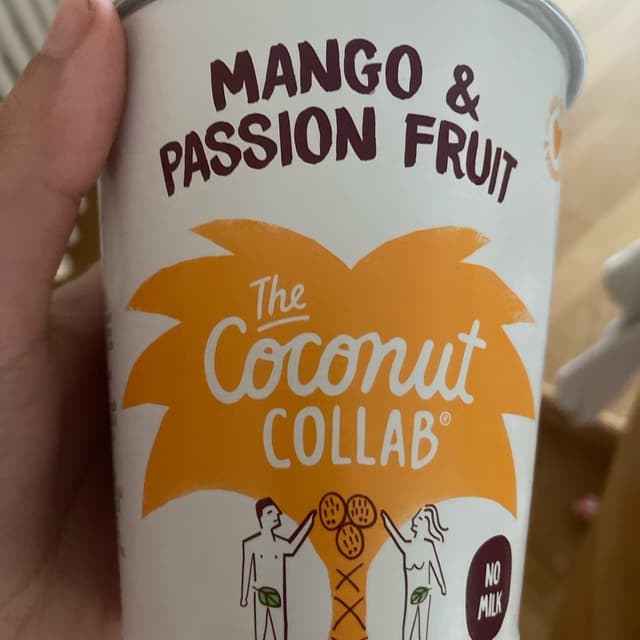 MANGO &
PASSION FRUIT
The
Coconut
COLLAB®
NO
MILK